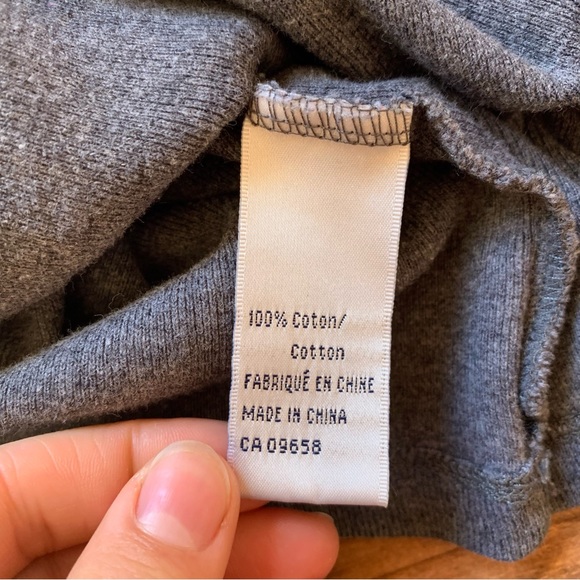 100% Coton/
Cotton
FABRIQUÉ EN CHINE
MADE IN CHINA
CA 09658